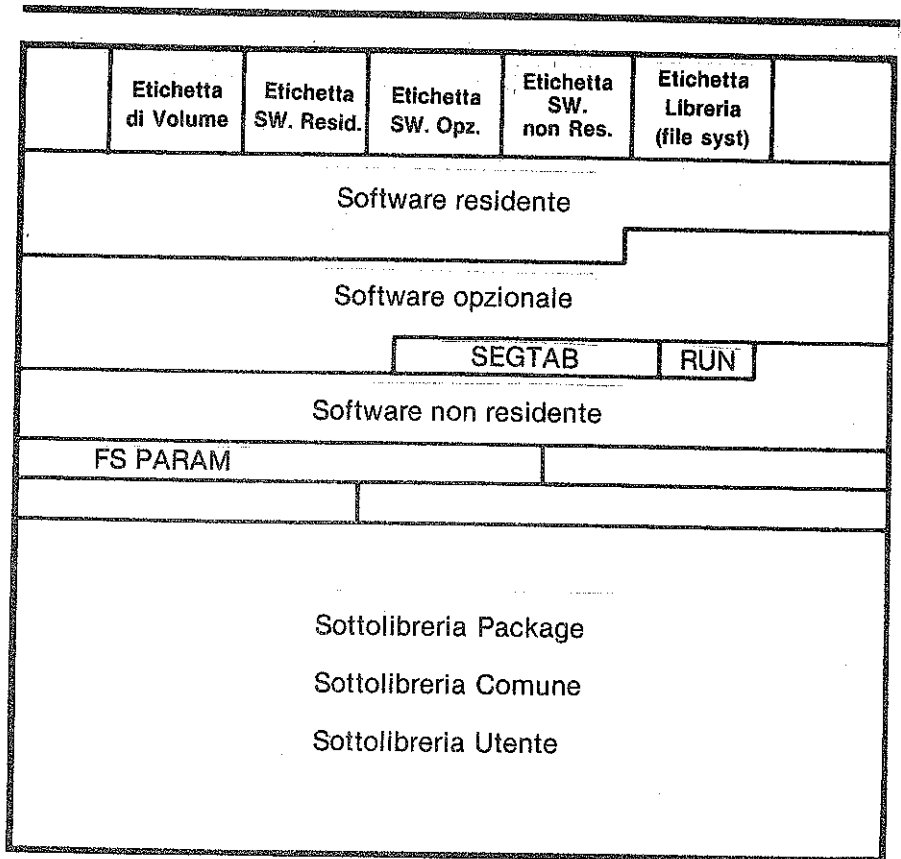 Etichetta
di Volume
Etichetta
SW. Resid.
Etichetta
SW. Opz.
Etichetta
SW.
non Res.
Etichetta
Libreria
(file syst)
Software residente
Software opzionale
SEGTAB
RUN
Software non residente
FS PARAM
Sottolibreria Package
Sottolibreria Comune
Sottolibreria Utente